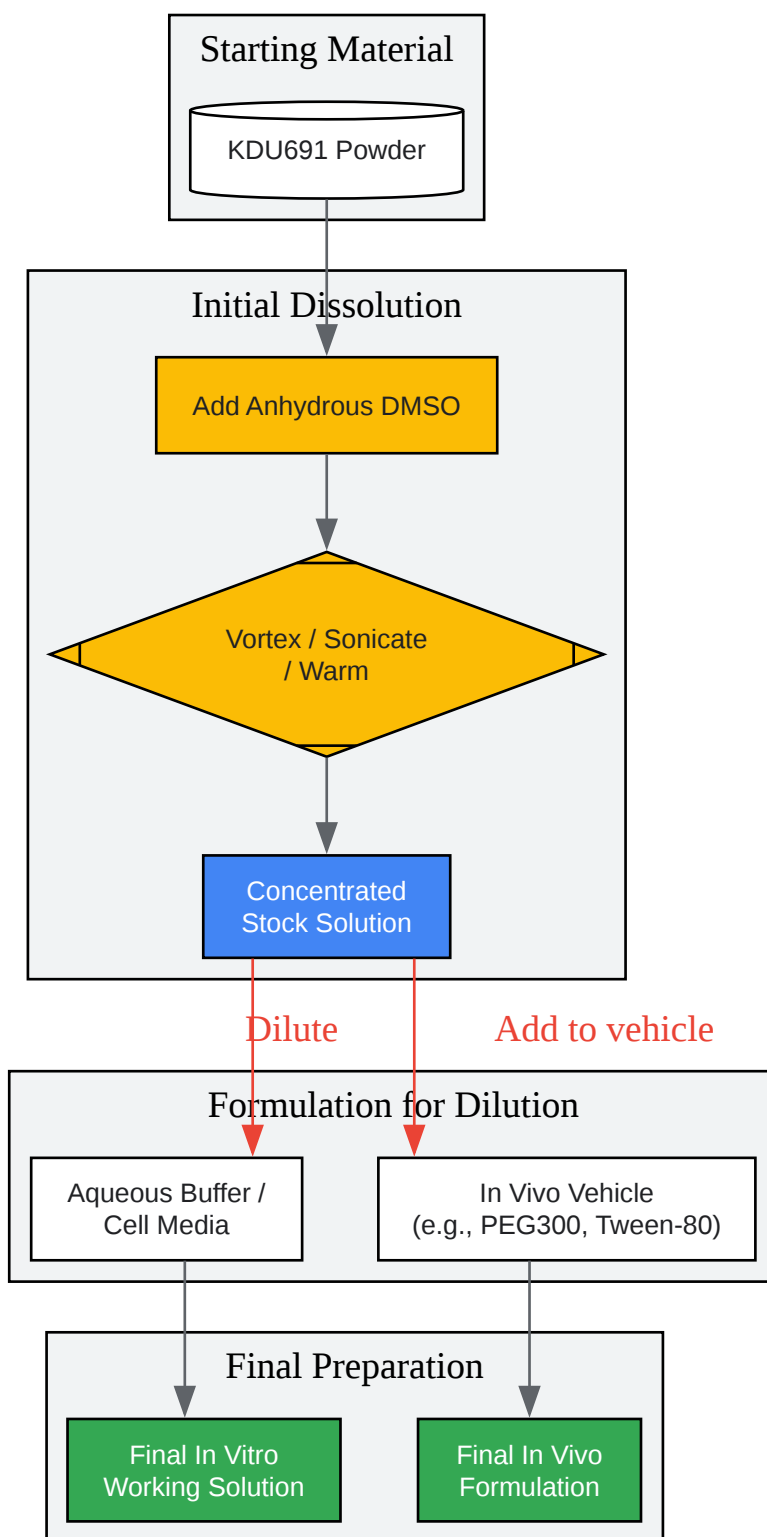 Starting Material
KDU691 Powder
Initial Dissolution
Add Anhydrous DMSO
Vortex / Sonicate
/ Warm
Concentrated
Stock Solution
Dilute
Add to vehicle
Formulation for Dilution
Aqueous Buffer /
Cell Media
In Vivo Vehicle
(e.g., PEG300, Tween-80)
Final Preparation
Final In Vitro
Working Solution
Final In Vivo
Formulation